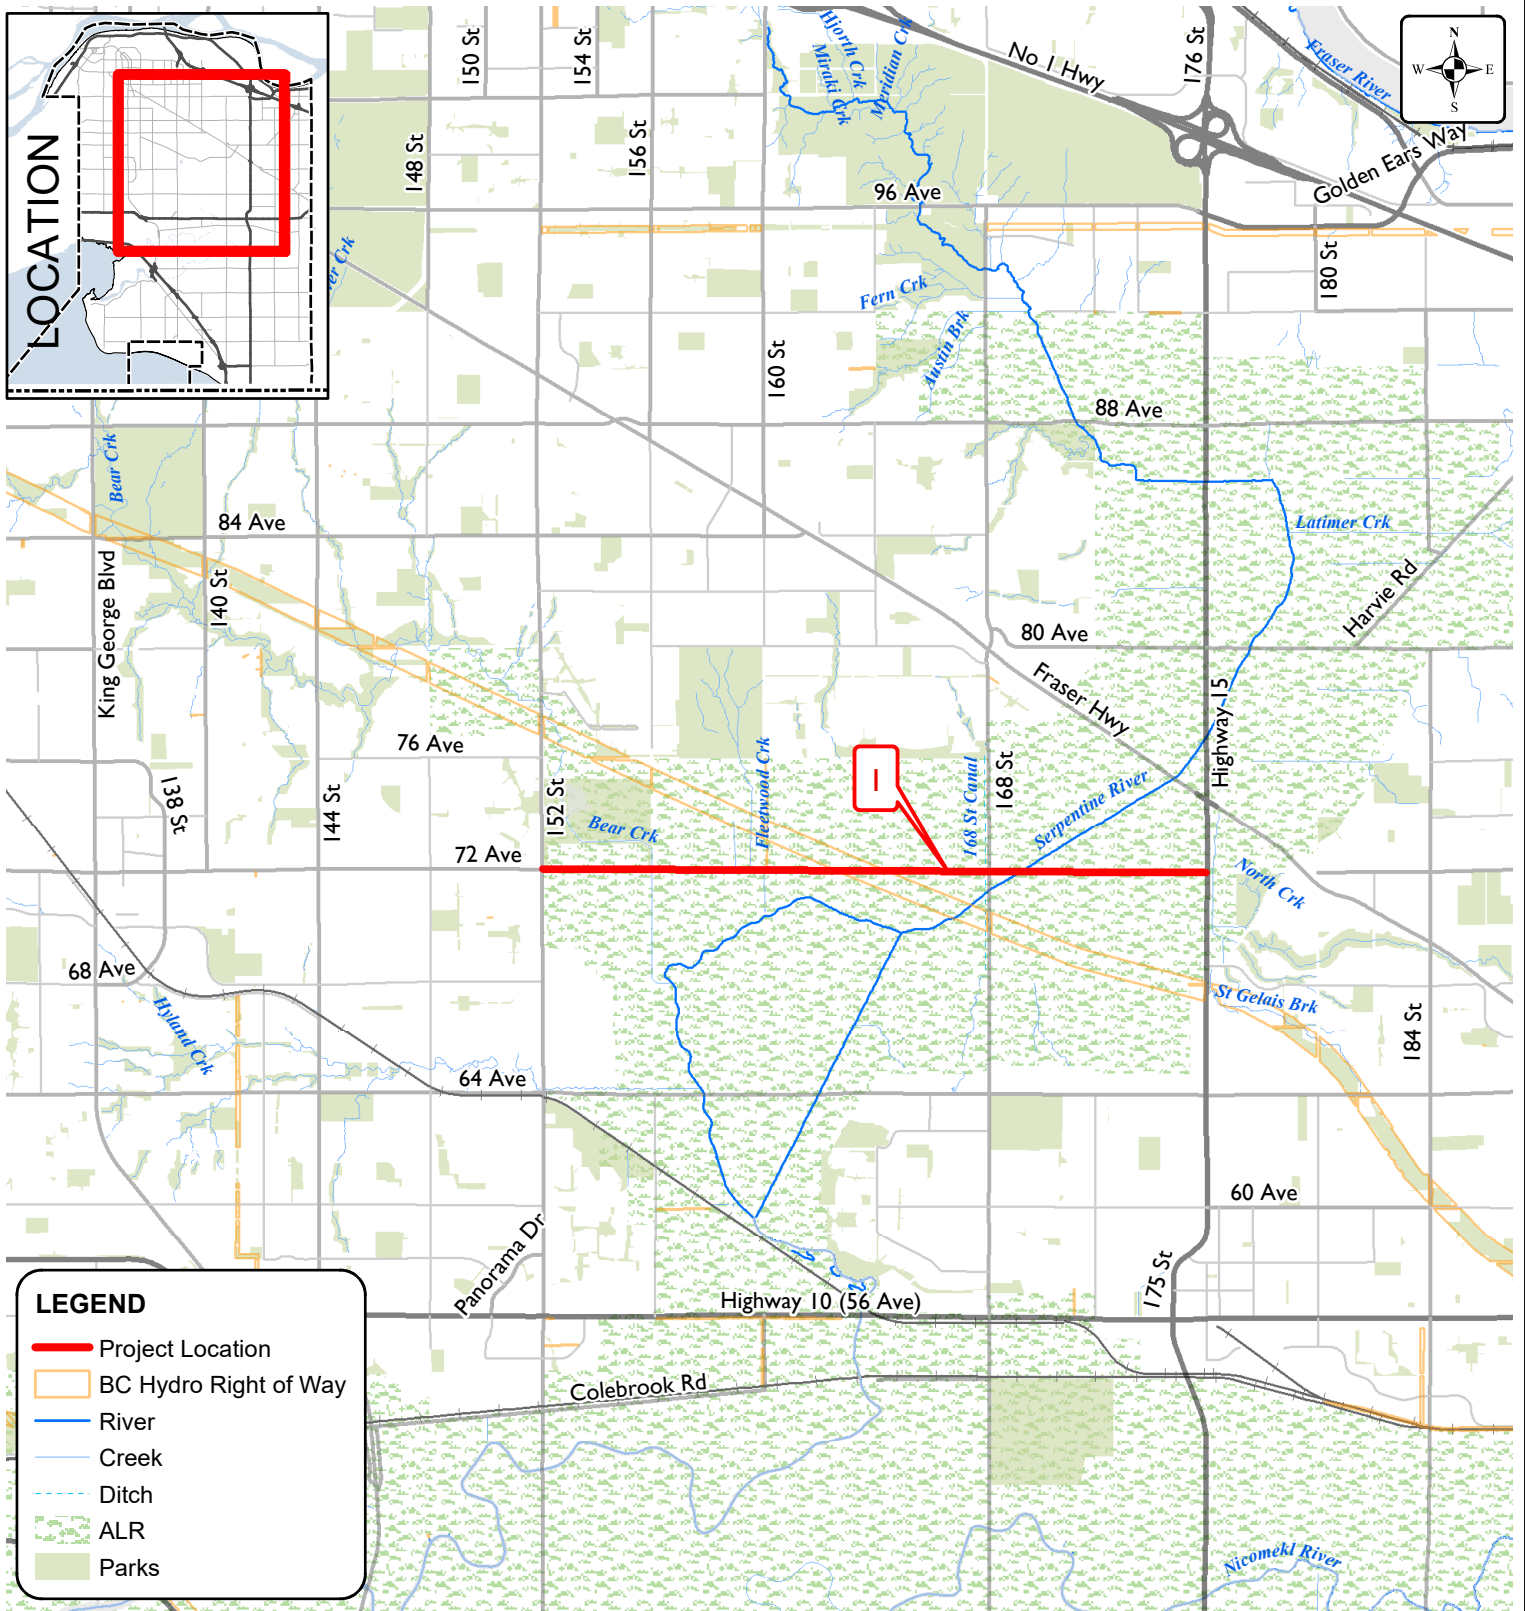 LOCATION
150 St
154 St
148 St
156 St
Hjorth Crk
Miraki Crk
Meridian Crk
No 1 Hwy
176 St
Fraser River
N
W
E
S
Golden Ears Way
96 Ave
180 St
er Crk
Fern Crk
Austin Brk
160 St
88 Ave
Bear Crk
84 Ave
Latimer Crk
Harvie Rd
King George Blvd
140 St
80 Ave
Fraser Hwy
Highway 15
76 Ave
138 St
144 St
152 St
Bear Crk
Fleetwood Crk
1
168 St Canal
168 St
Serpentine River
72 Ave
North Crk
68 Ave
Hyland Crk
St Gelais Brk
184 St
64 Ave
60 Ave
Panorama Dr
175 St
Highway 10 (56 Ave)
Colebrook Rd
Nicomekl River
LEGEND
Project Location
BC Hydro Right of Way
River
Creek
Ditch
ALR
Parks